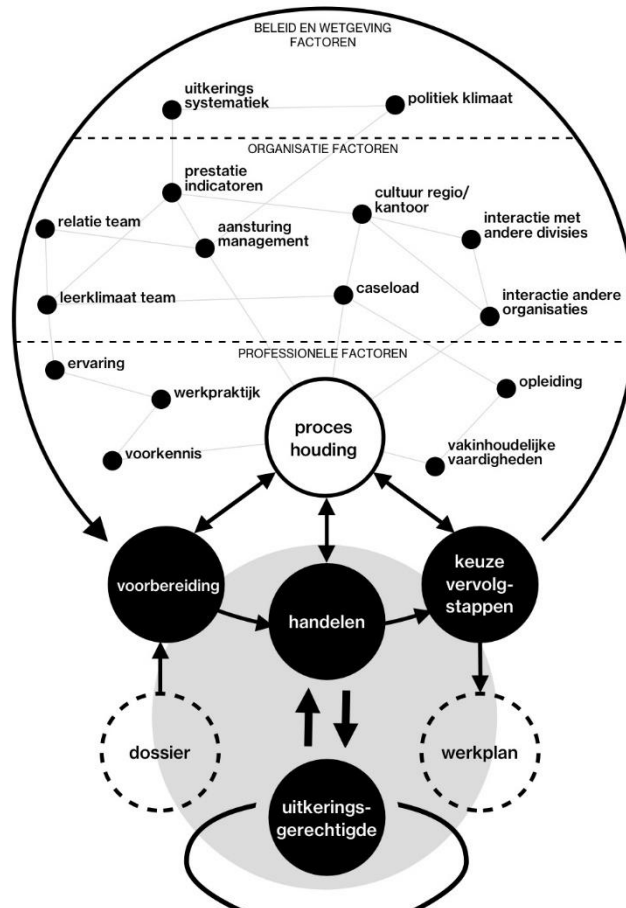 BELEID EN WETGEVING
FACTOREN
uitkerings
systematiek
politiek klimaat
ORGANISATIE FACTOREN
prestatie
indicatoren
cultuur regio/
kantoor
relatie team
aansturing
management
interactie met
andere divisies
leerklimaat team
caseload
interactie andere
organisaties
PROFESSIONELE FACTOREN
ervaring
werkpraktijk
opleiding
proces
houding
voorkennis
vakinhoudelijke
vaardigheden
voorbereiding
handelen
keuze
vervolg-
stappen
dossier
werkplan
uitkerings-
gerechtigde